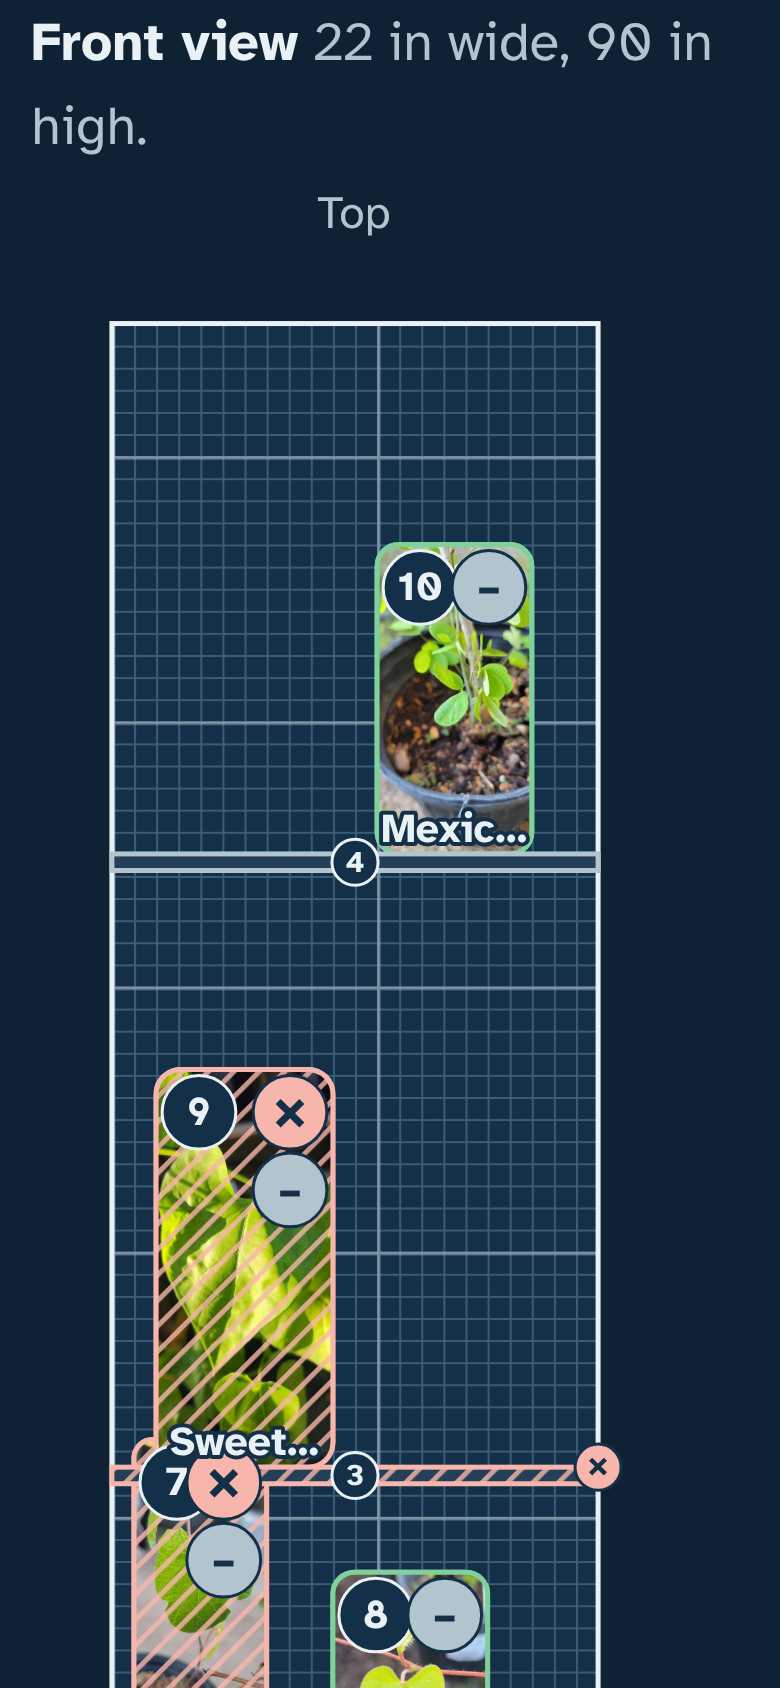 Front view 22 in wide, 90 in
high.
Top
10 –
Mexic...
4
9 ×
–
Sweet...
7 × 3 ×
–
8 –